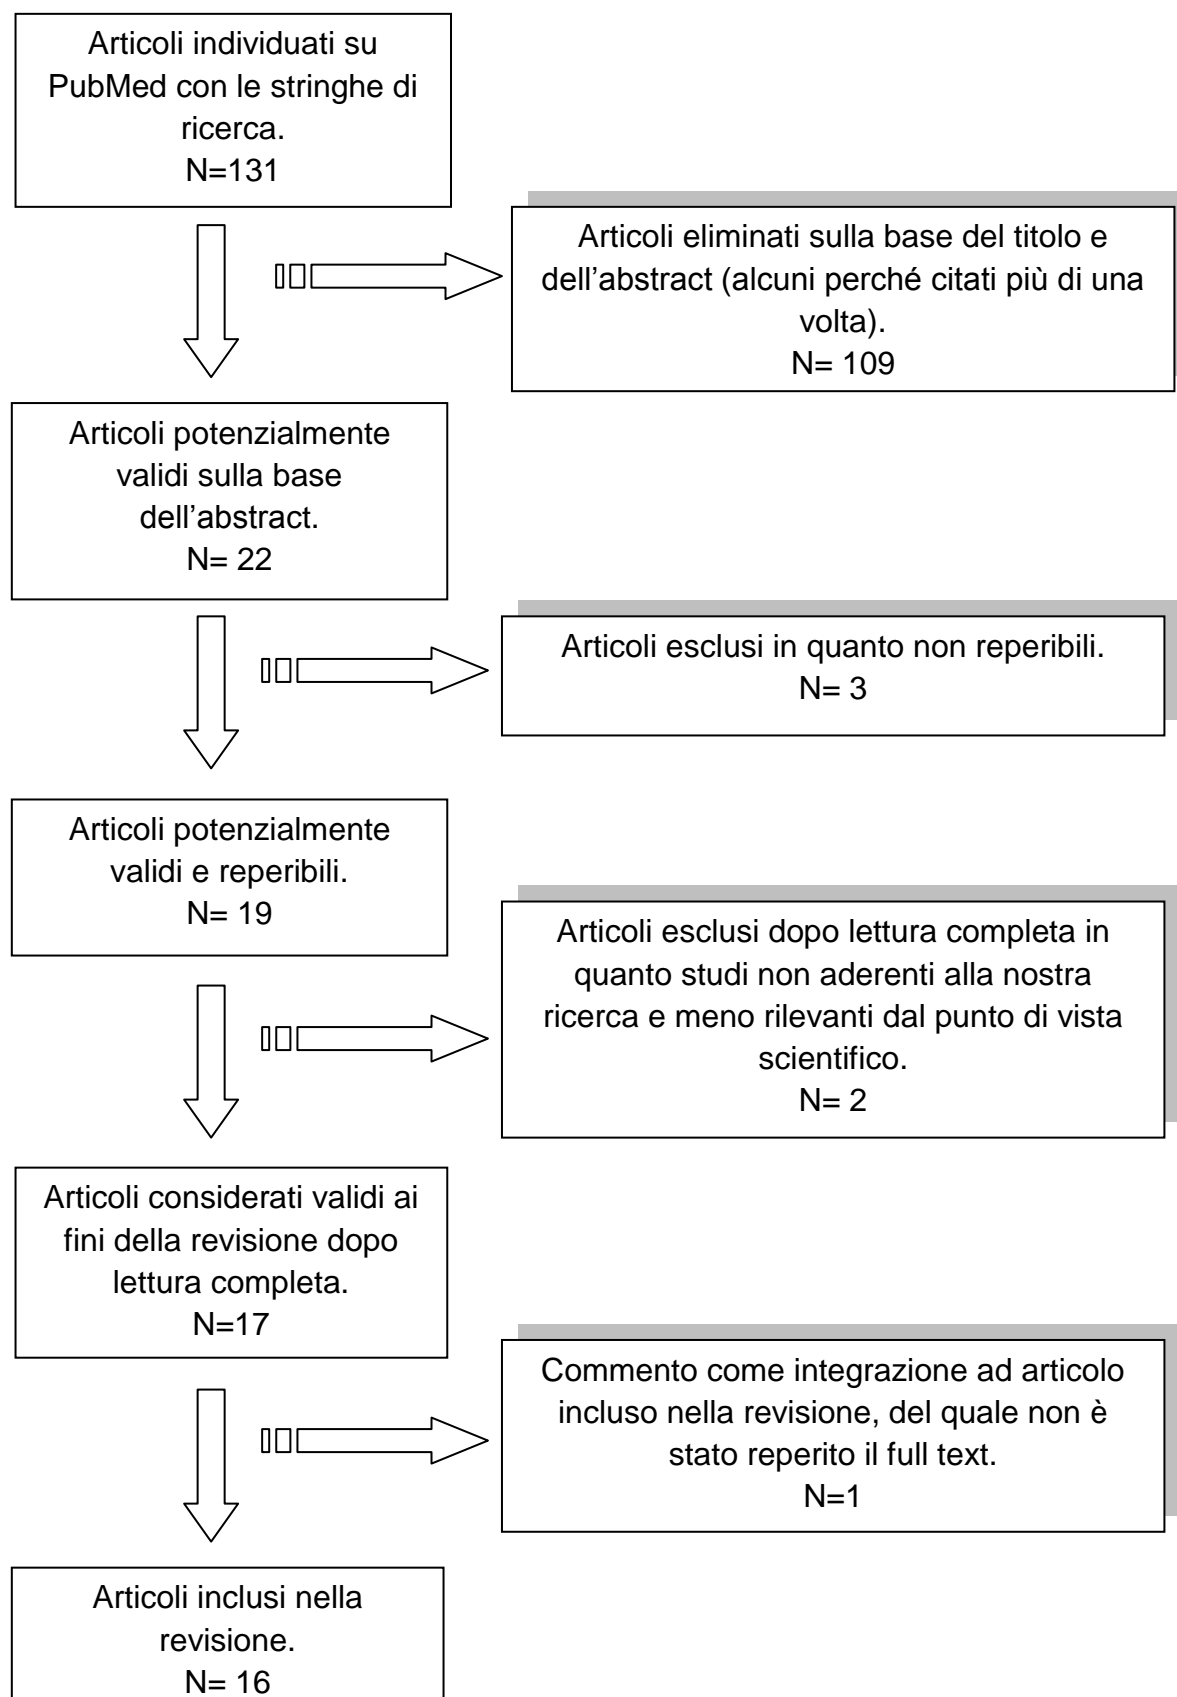 Articoli individuati su
PubMed con le stringhe di
ricerca.
N=131
Articoli eliminati sulla base del titolo e
dell’abstract (alcuni perché citati più di una
volta).
N= 109
Articoli potenzialmente
validi sulla base
dell’abstract.
N= 22
Articoli esclusi in quanto non reperibili.
N= 3
Articoli potenzialmente
validi e reperibili.
N= 19
Articoli esclusi dopo lettura completa in
quanto studi non aderenti alla nostra
ricerca e meno rilevanti dal punto di vista
scientifico.
N= 2
Articoli considerati validi ai
fini della revisione dopo
lettura completa.
N=17
Commento come integrazione ad articolo
incluso nella revisione, del quale non è
stato reperito il full text.
N=1
Articoli inclusi nella
revisione.
N= 16